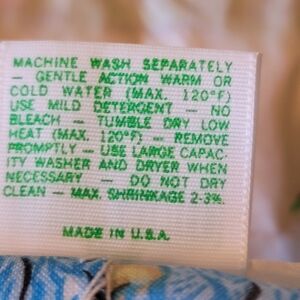 MACHINE WASH SEPARATELY
— GENTLE ACTION WARM OR
COLD WATER (MAX. 120°F)
USE MILD DETERGENT — NO
BLEACH — TUMBLE DRY LOW
HEAT (MAX. 120°F) — REMOVE
PROMPTLY — USE LARGE CAPAC-
ITY WASHER AND DRYER WHEN
NECESSARY — DO NOT DRY
CLEAN — MAX. SHRINKAGE 2-3%.
MADE IN U.S.A.